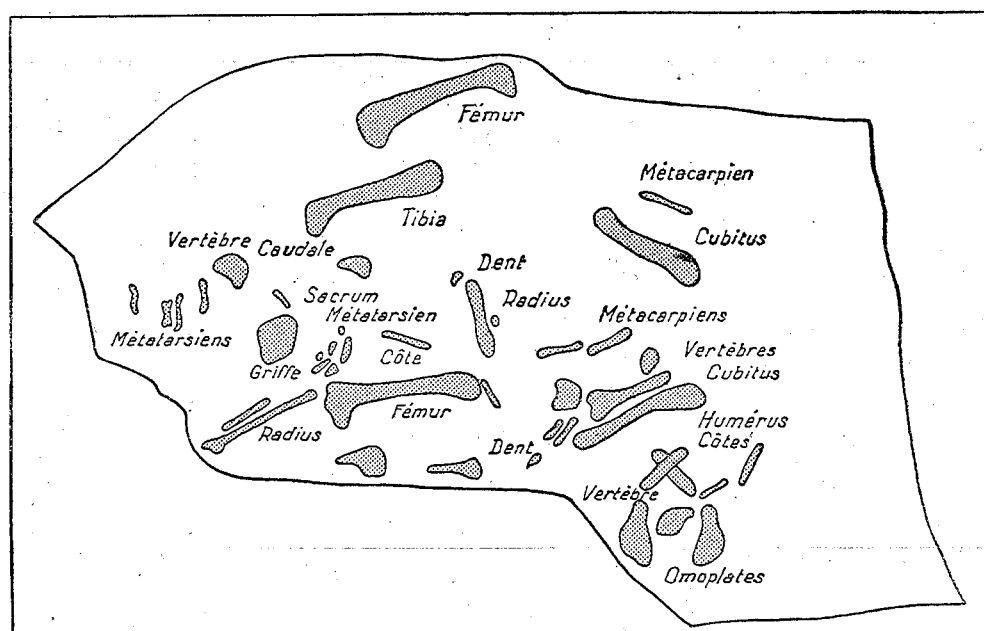 Fémur
Métacarpien
Tibia
Cubitus
Vertèbre
Caudale
Dent
Sacrum
Radius
Métatarsien
Métacarpiens
Métatarsiens
Côte
Vertèbres
Griffe
Cubitus
Fémur
Humérus
Radius
Côtes
Dent
Vertèbre
Omoplates